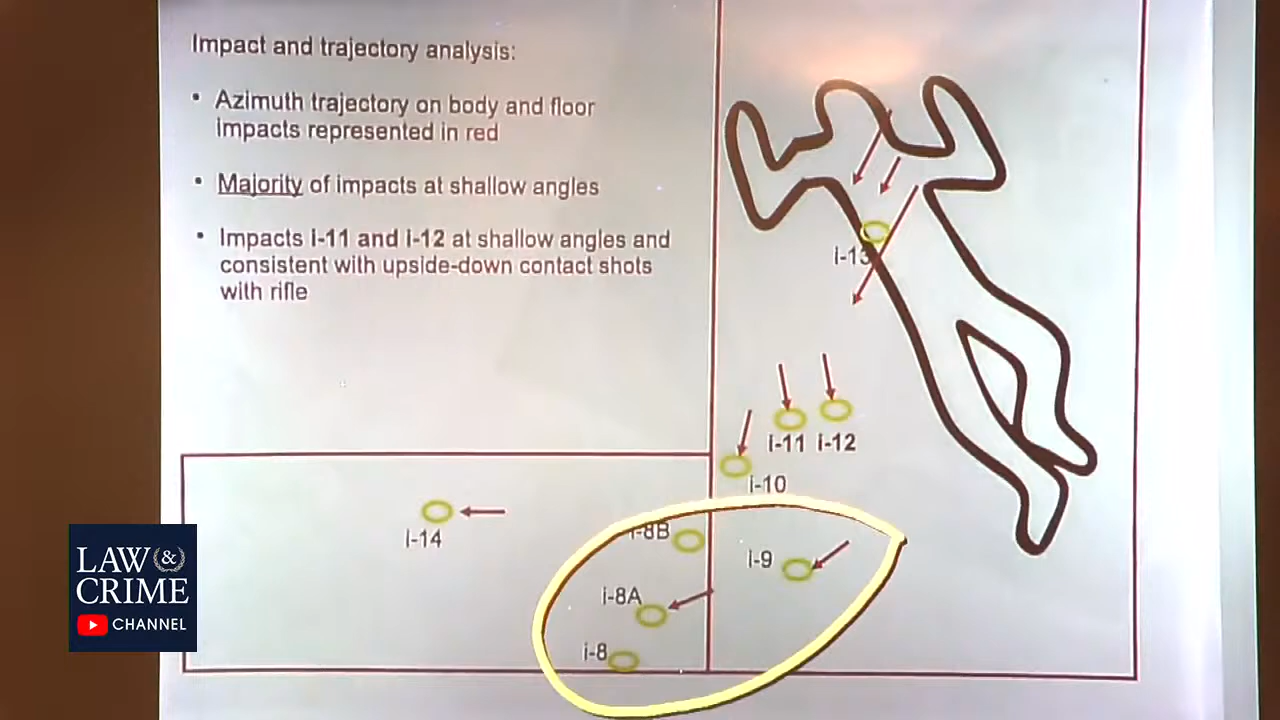 Impact and trajectory analysis:
• Azimuth trajectory on body and floor
impacts represented in red
• Majority of impacts at shallow angles
• Impacts i-11 and i-12 at shallow angles and
consistent with upside-down contact shots
with rifle
i-13
i-11 i-12
i-10
i-14
i-8B
i-9
i-8A
i-8
LAW &
CRIME
CHANNEL